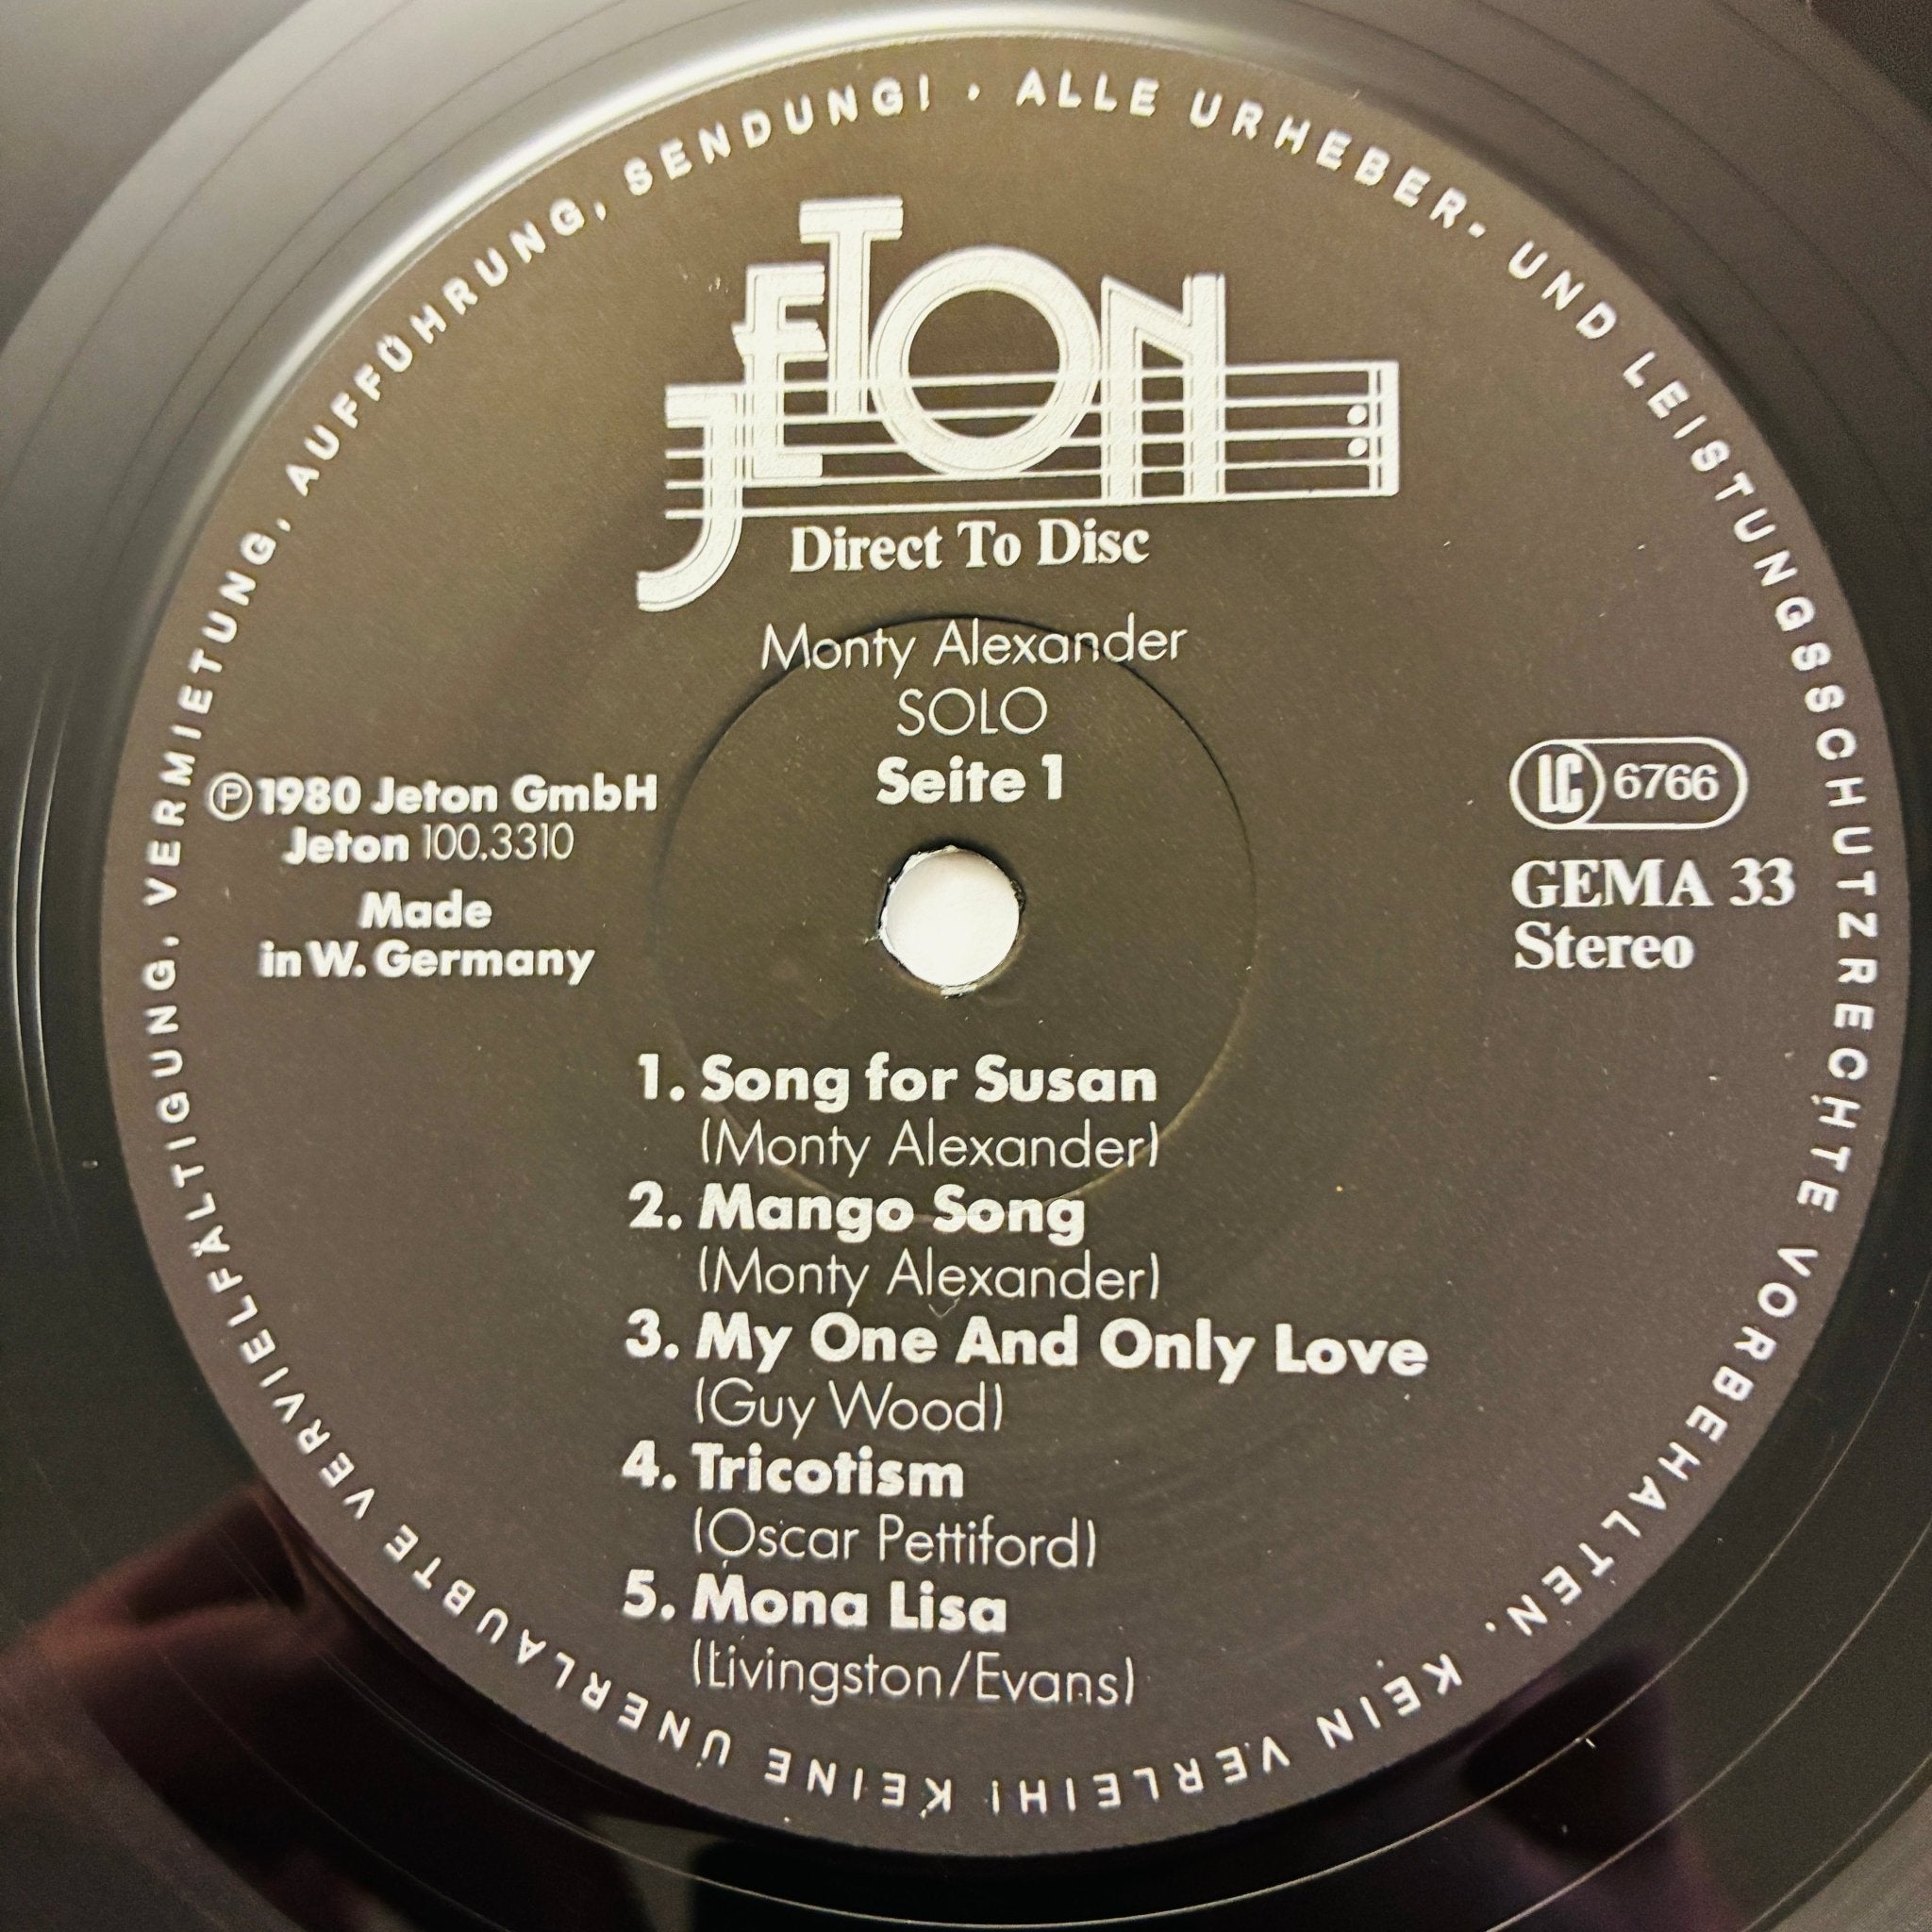 ALLE URHEBER- UND LEISTUNGSSCHUTZRECHTE VORBEHALTEN. KEIN VERLEIH! KEINE UNERLAUBTE VERVIELFÄLTIGUNG, VERMIETUNG, AUFFÜHRUNG, SENDUNG! ·
JETON
Direct To Disc
Monty Alexander
SOLO
Seite 1
Ⓟ1980 Jeton GmbH
Jeton 100.3310
Made
in W. Germany
LC 6766
GEMA 33
Stereo
1. Song for Susan
(Monty Alexander)
2. Mango Song
(Monty Alexander)
3. My One And Only Love
(Guy Wood)
4. Tricotism
(Oscar Pettiford)
5. Mona Lisa
(Livingston/Evans)